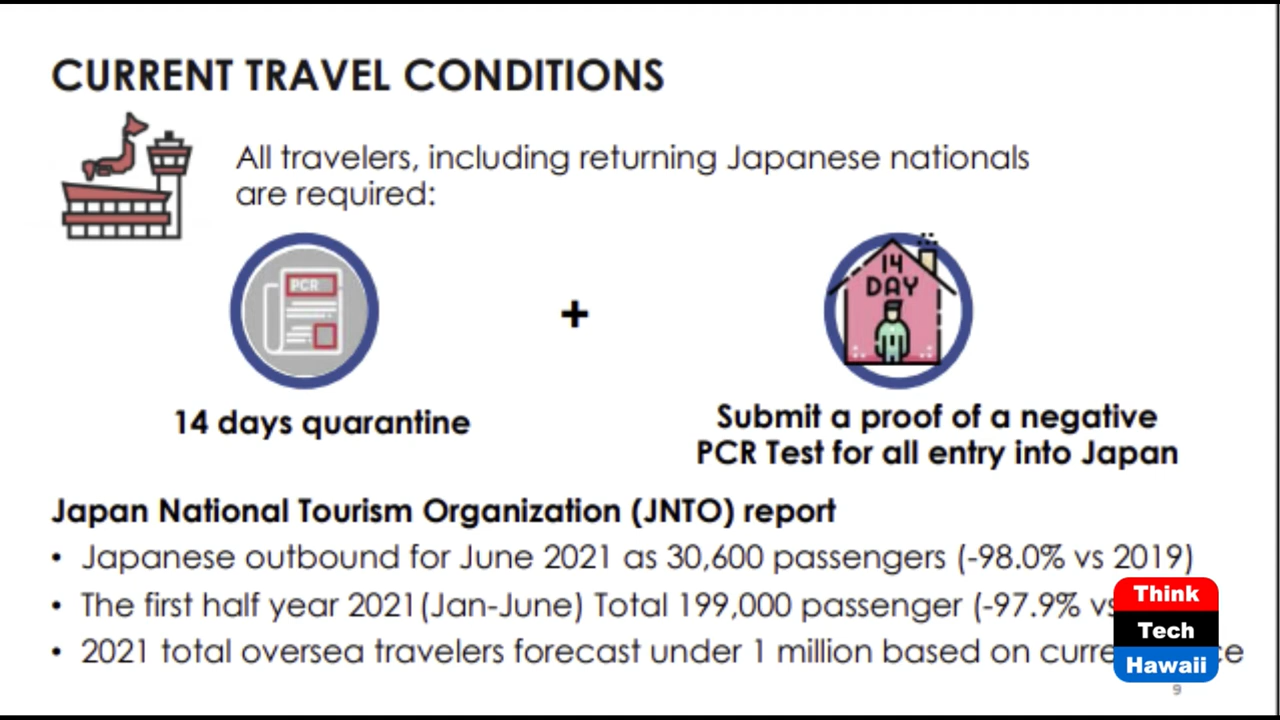 CURRENT TRAVEL CONDITIONS
All travelers, including returning Japanese nationals
are required:
PCR
14
DAY
+
14 days quarantine
Submit a proof of a negative
PCR Test for all entry into Japan
Japan National Tourism Organization (JNTO) report
• Japanese outbound for June 2021 as 30,600 passengers (-98.0% vs 2019)
• The first half year 2021(Jan-June) Total 199,000 passenger (-97.9% vs
• 2021 total oversea travelers forecast under 1 million based on
Think
Tech
Hawaii
9